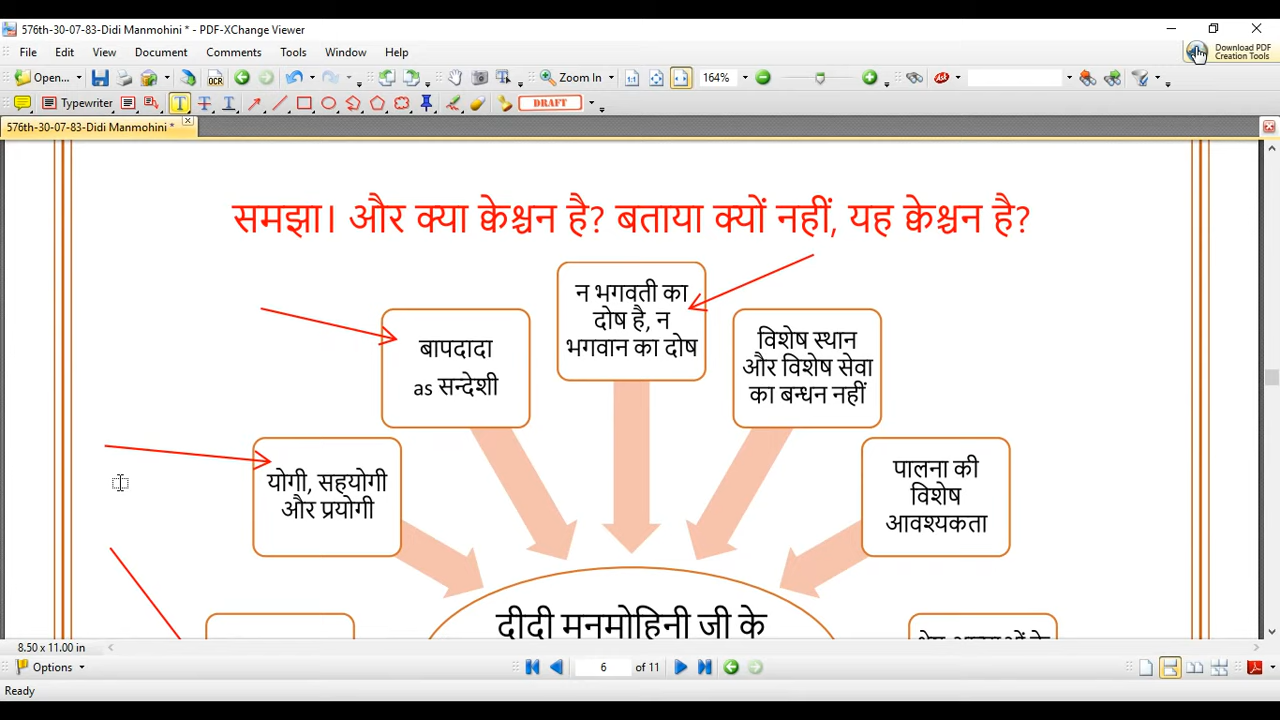 576th-30-07-83-Didi Manmohini * - PDF-XChange Viewer
File Edit View Document Comments Tools Window Help
Download PDF
Creation Tools
Open... OCR Zoom In 164%
Typewriter DRAFT
576th-30-07-83-Didi Manmohini *
समझा। और क्या क्वेश्चन है? बताया क्यों नहीं, यह क्वेश्चन है?
न भगवती का
दोष है, न
भगवान का दोष
बापदादा
as सन्देशी
विशेष स्थान
और विशेष सेवा
का बन्धन नहीं
योगी, सहयोगी
और प्रयोगी
पालना की
विशेष
आवश्यकता
दीदी मनमोहिनी जी के
8.50 x 11.00 in
Options 6 of 11
Ready